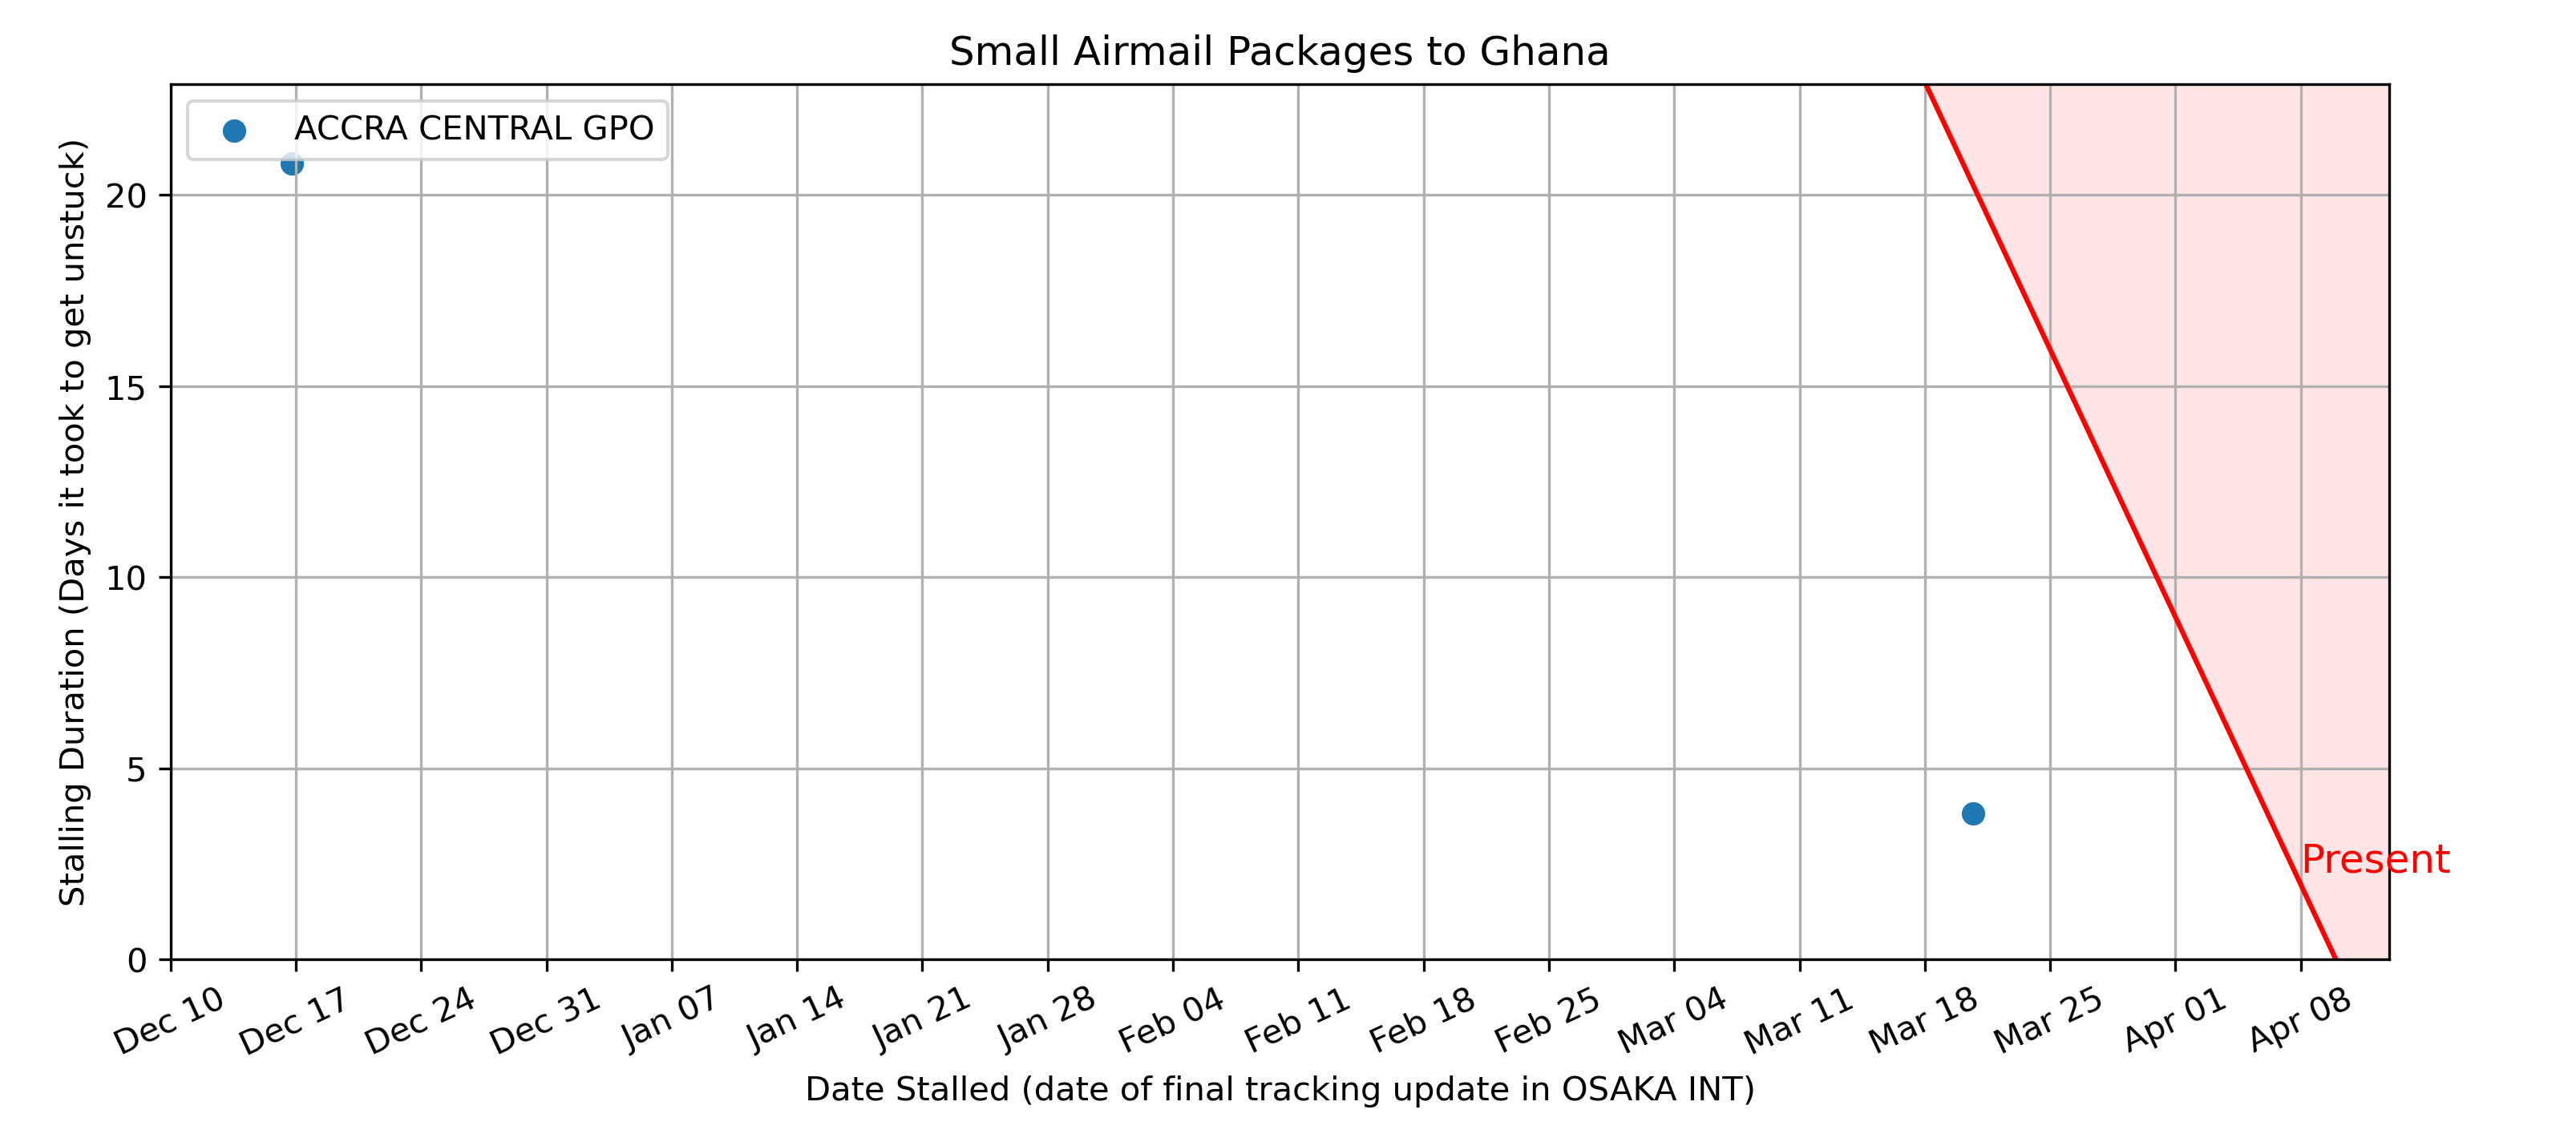 Small Airmail Packages to Ghana
ACCRA CENTRAL GPO
Stalling Duration (Days it took to get unstuck)
20
15
10
5
0
Present
Dec 10
Dec 17
Dec 24
Dec 31
Jan 07
Jan 14
Jan 21
Jan 28
Feb 04
Feb 11
Feb 18
Feb 25
Mar 04
Mar 11
Mar 18
Mar 25
Apr 01
Apr 08
Date Stalled (date of final tracking update in OSAKA INT)